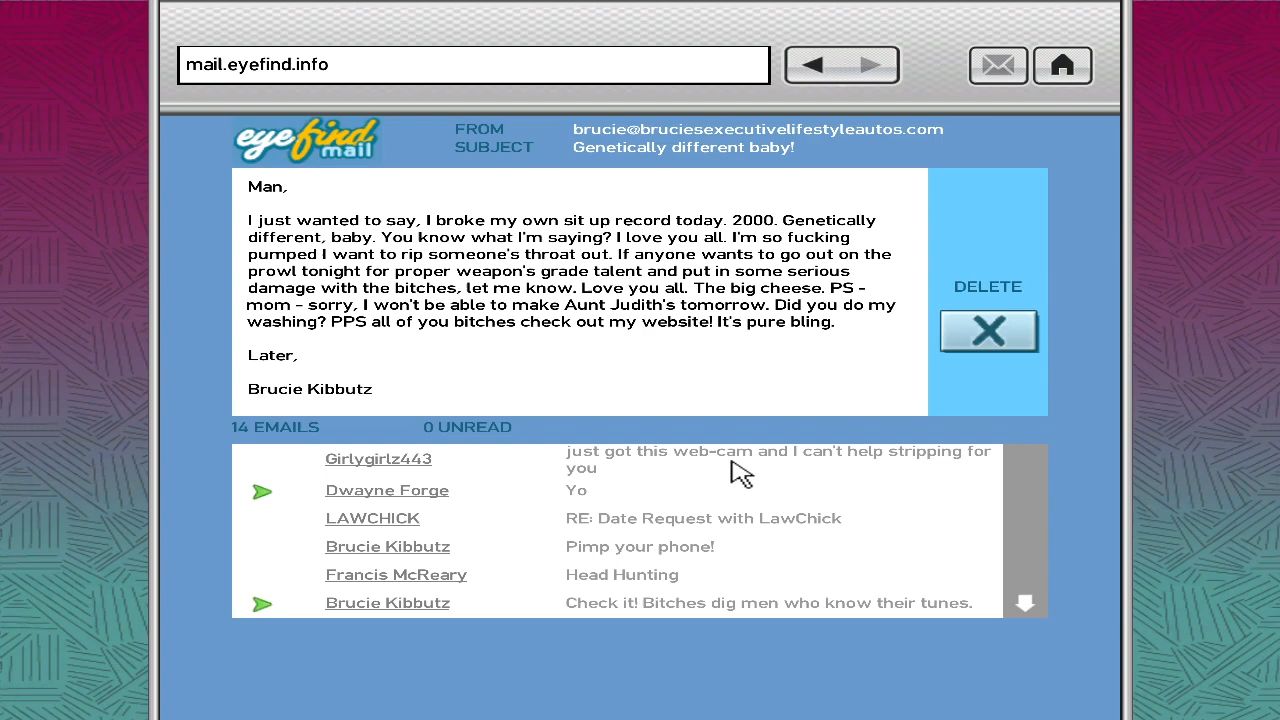 mail.eyefind.info
eyefind mail
FROM brucie@bruciesexecutivelifestyleautos.com
SUBJECT Genetically different baby!
Man,
I just wanted to say, I broke my own sit up record today. 2000. Genetically
different, baby. You know what I'm saying? I love you all. I'm so fucking
pumped I want to rip someone's throat out. If anyone wants to go out on the
prowl tonight for proper weapon's grade talent and put in some serious
damage with the bitches, let me know. Love you all. The big cheese. PS -
mom - sorry, I won't be able to make Aunt Judith's tomorrow. Did you do my
washing? PPS all of you bitches check out my website! It's pure bling.
Later,
Brucie Kibbutz
DELETE
14 EMAILS 0 UNREAD
Girlygirlz443 just got this web-cam and I can't help stripping for
you
Dwayne Forge Yo
LAWCHICK RE: Date Request with LawChick
Brucie Kibbutz Pimp your phone!
Francis McReary Head Hunting
Brucie Kibbutz Check it! Bitches dig men who know their tunes.